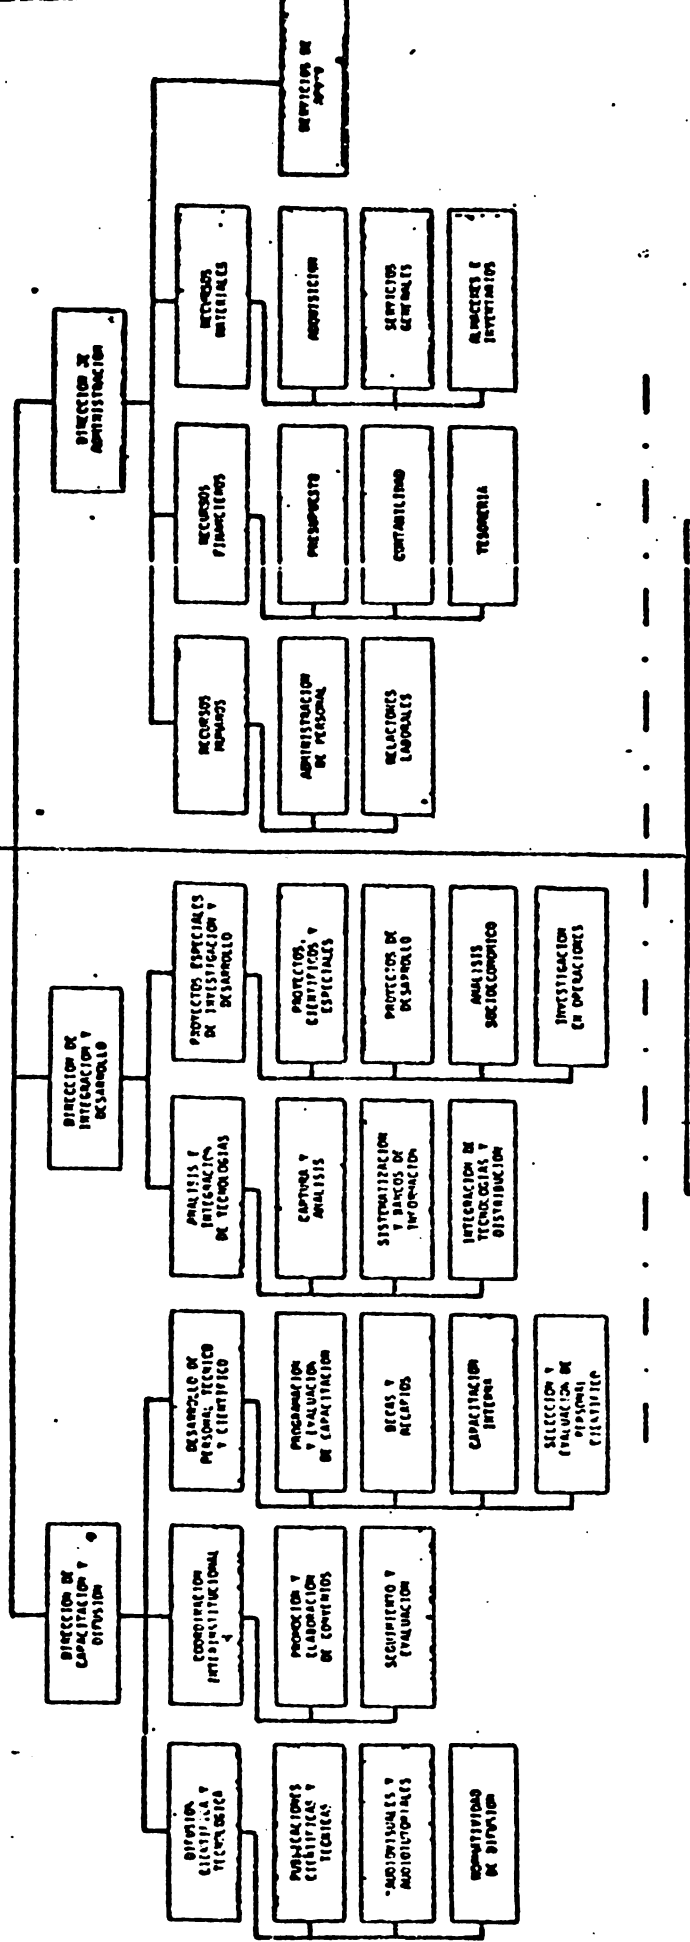 DIRECCION DE
CAPACITACION Y
DIFUSION
DIRECCION DE
INTEGRACION Y
DESARROLLO
DIRECCION DE
ADMINISTRACION
DIFUSION
CIENTIFICA Y
TECNOLOGICA
COORDINACION
INTERINSTITUCIONAL
DESARROLLO DE
PERSONAL TECNICO
Y CIENTIFICO
ANALISIS E
INTEGRACION
DE TECNOLOGIAS
PROYECTOS ESPECIALES
DE INVESTIGACION Y
DESARROLLO
RECURSOS
HUMANOS
RECURSOS
FINANCIEROS
RECURSOS
MATERIALES
SERVICIOS DE
APOYO
PUBLICACIONES
CIENTIFICAS Y
TECNICAS
PROMOCION Y
ELABORACION
DE CONVENIOS
PROGRAMACION
Y EVALUACION
DE CAPACITACION
CAPTURA Y
ANALISIS
PROYECTOS,
CIENTIFICOS Y
ESPECIALES
ADMINISTRACION
DE PERSONAL
PRESUPUESTO
ADQUISICION
AUDIOVISUALES Y
SEGUIMIENTO Y
EVALUACION
BECAS Y
SISTEMATIZACION
Y BANCOS DE
INFORMACION
PROYECTOS DE
DESARROLLO
RELACIONES
LABORALES
CONTABILIDAD
SERVICIOS
GENERALES
NORMATIVIDAD
DE DIFUSION
CAPACITACION
INTERNA
INTEGRACION DE
TECNOLOGIAS Y
DISTRIBUCION
ANALISIS
SOCIOECONOMICO
TESORERIA
ALMACENES E
INVENTARIOS
SELECCION Y
EVALUACION DE
PERSONAL
CIENTIFICO
INVESTIGACION
EN OPERACIONES